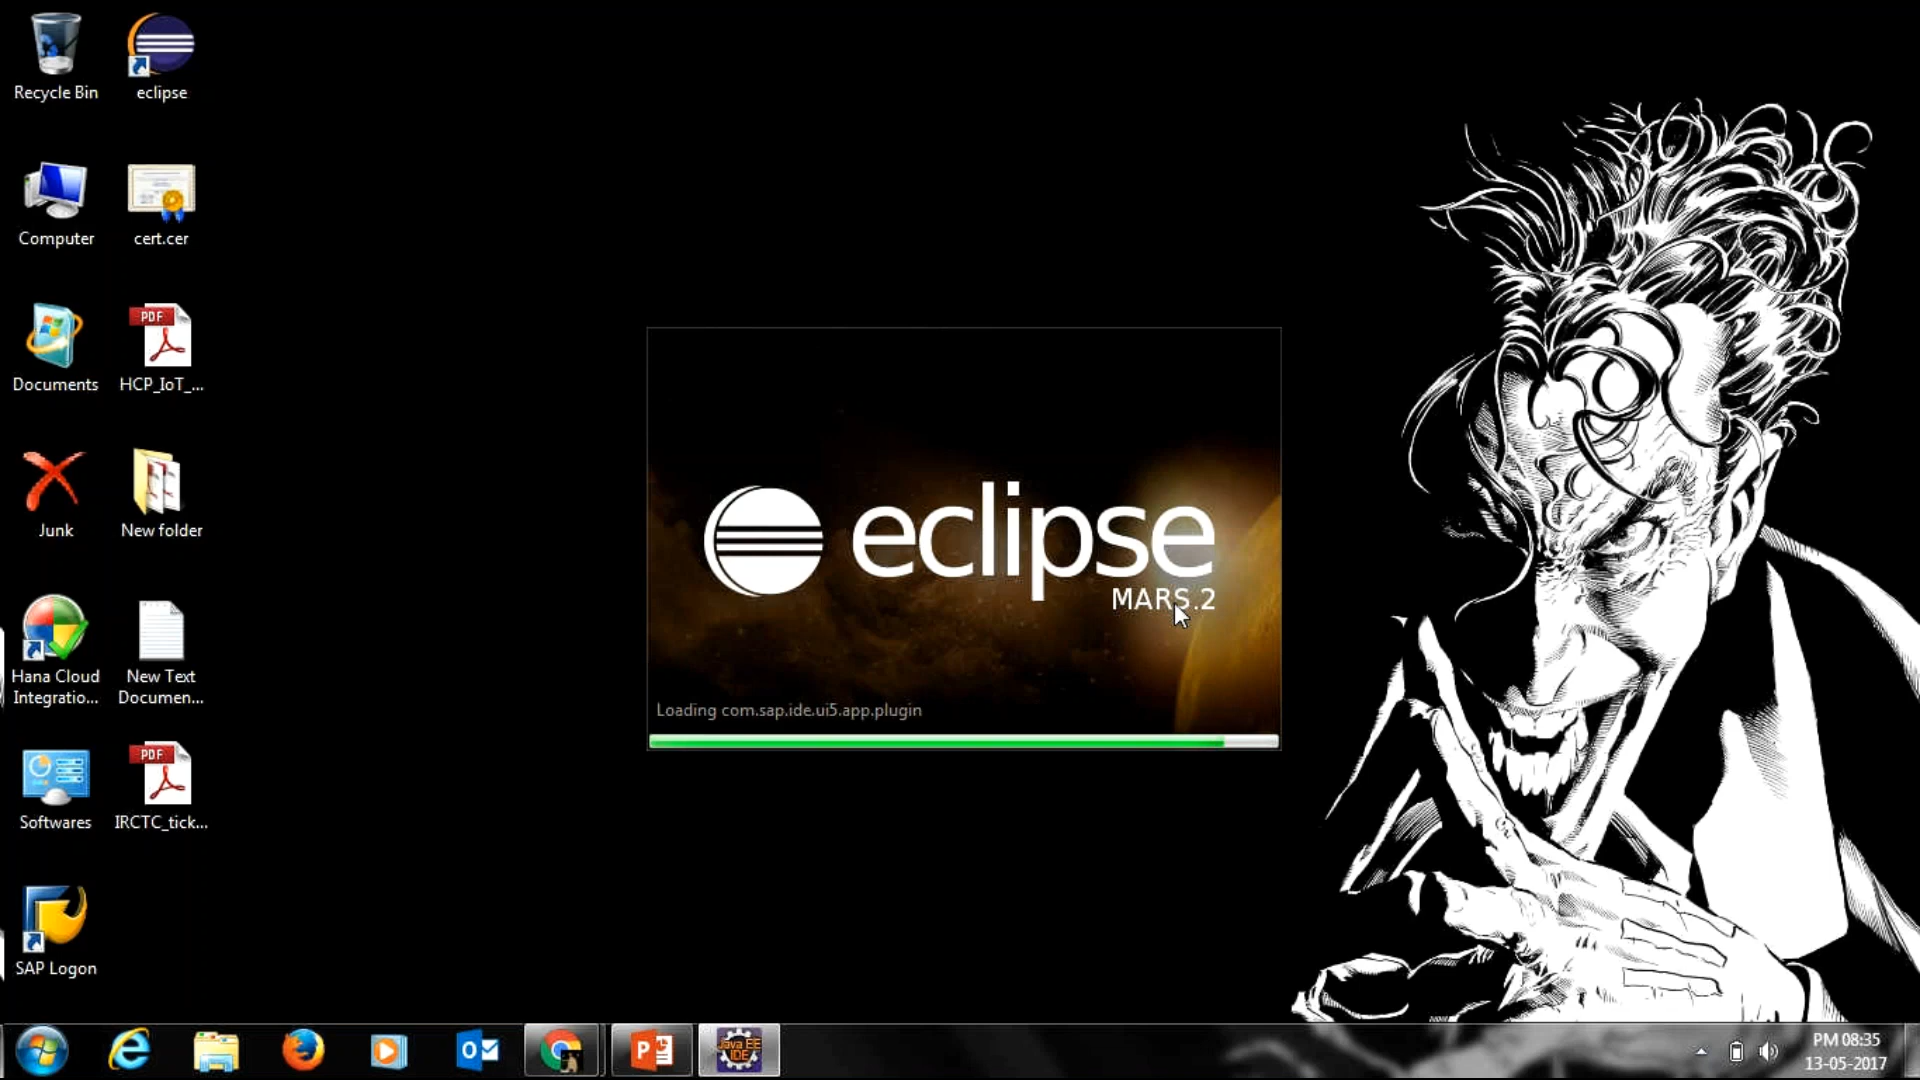 Recycle Bin
eclipse
Computer
cert.cer
Documents
PDF
HCP_IoT_...
Junk
New folder
Hana Cloud
Integratio...
New Text
Documen...
Softwares
PDF
IRCTC_tick...
SAP Logon
eclipse
MARS.2
Loading com.sap.ide.ui5.app.plugin
Java EE
IDE
PM 08:35
13-05-2017